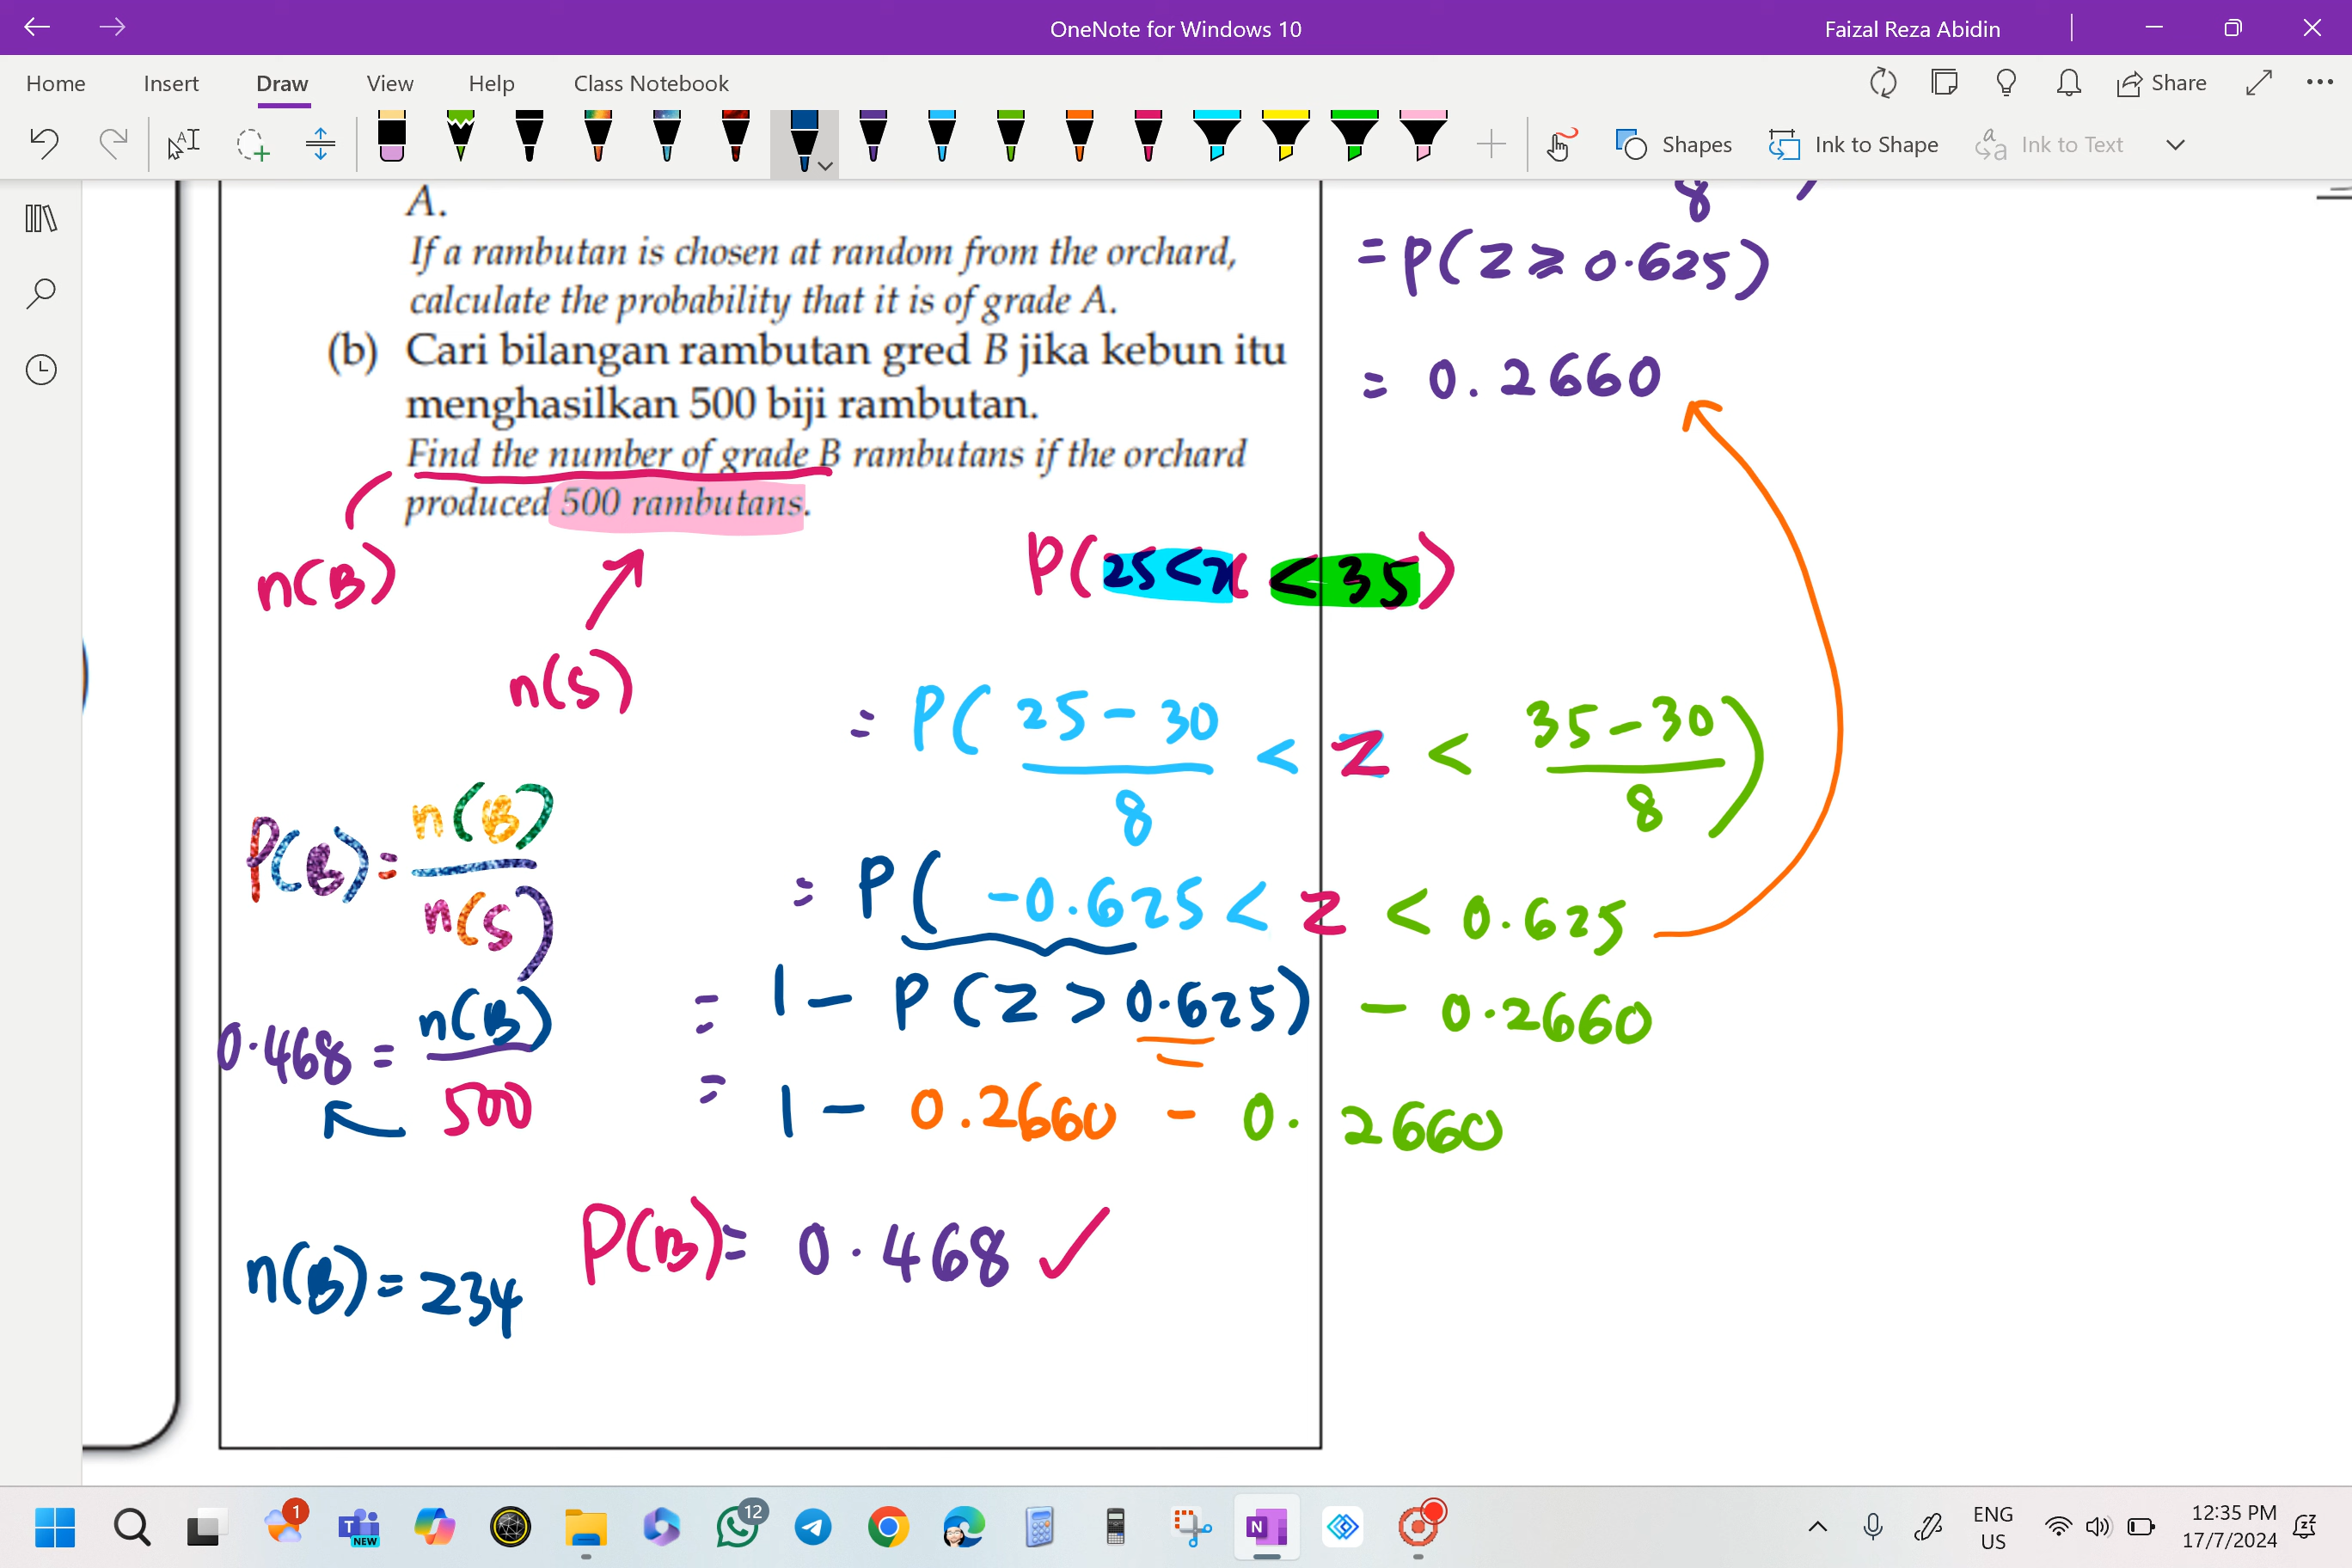 OneNote for Windows 10
Faizal Reza Abidin
Home Insert Draw View Help Class Notebook
Share
Shapes Ink to Shape Ink to Text
A.
If a rambutan is chosen at random from the orchard,
calculate the probability that it is of grade A.
(b) Cari bilangan rambutan gred B jika kebun itu
menghasilkan 500 biji rambutan.
Find the number of grade B rambutans if the orchard
produced 500 rambutans.
n(B)
n(S)
P(B) = n(B)
n(S)
0.468 = n(B)
500
n(B) = 234
8 )
= P(Z ≥ 0.625)
= 0.2660
P(25 < x < 35)
= P( 25 - 30 < Z < 35 - 30 )
8 8
= P( -0.625 < Z < 0.625
= 1 - P(Z > 0.625) - 0.2660
= 1 - 0.2660 - 0.2660
P(B) = 0.468 ✓
1
NEW
12
ENG
US
12:35 PM
17/7/2024